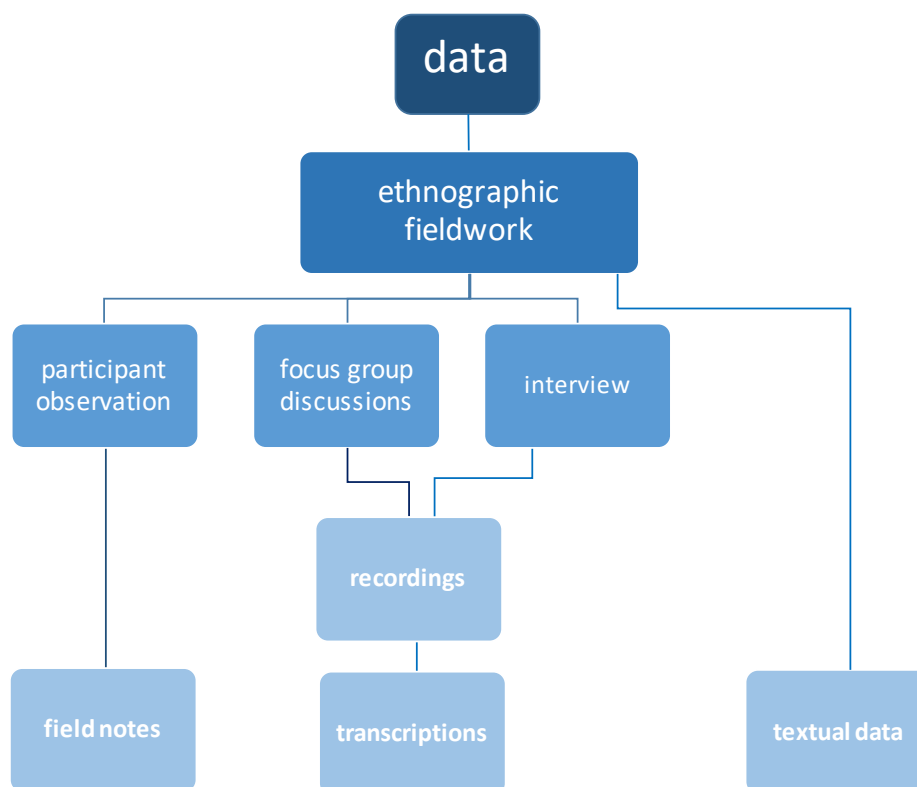 data
ethnographic
fieldwork
participant
observation
focus group
discussions
interview
recordings
field notes
transcriptions
textual data